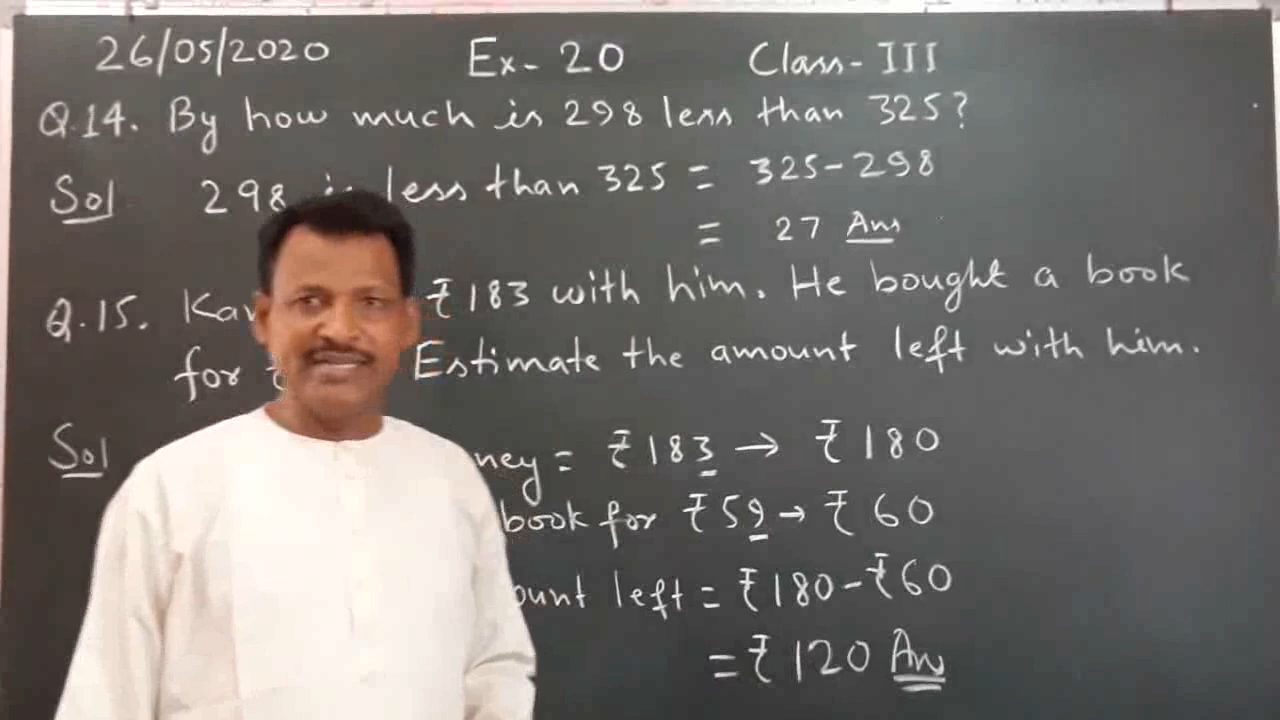 26/05/2020 Ex- 20 Class- III
Q.14. By how much is 298 less than 325?
Sol 298 is less than 325 = 325-298
= 27 Ans
Q.15. ₹183 with him. He bought a book
for Estimate the amount left with him.
Sol = ₹183 → ₹180
book for ₹59 → ₹60
left = ₹180-₹60
= ₹120 Ans